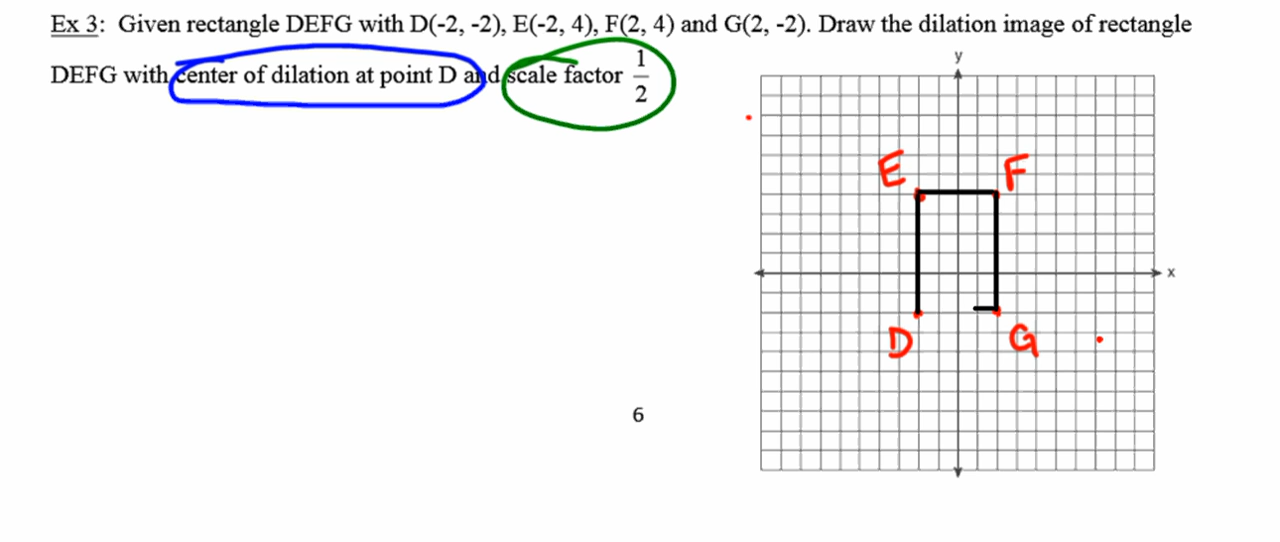 Ex 3: Given rectangle DEFG with D(-2, -2), E(-2, 4), F(2, 4) and G(2, -2). Draw the dilation image of rectangle
DEFG with center of dilation at point D and scale factor 1/2
y
E F
x
D G
6